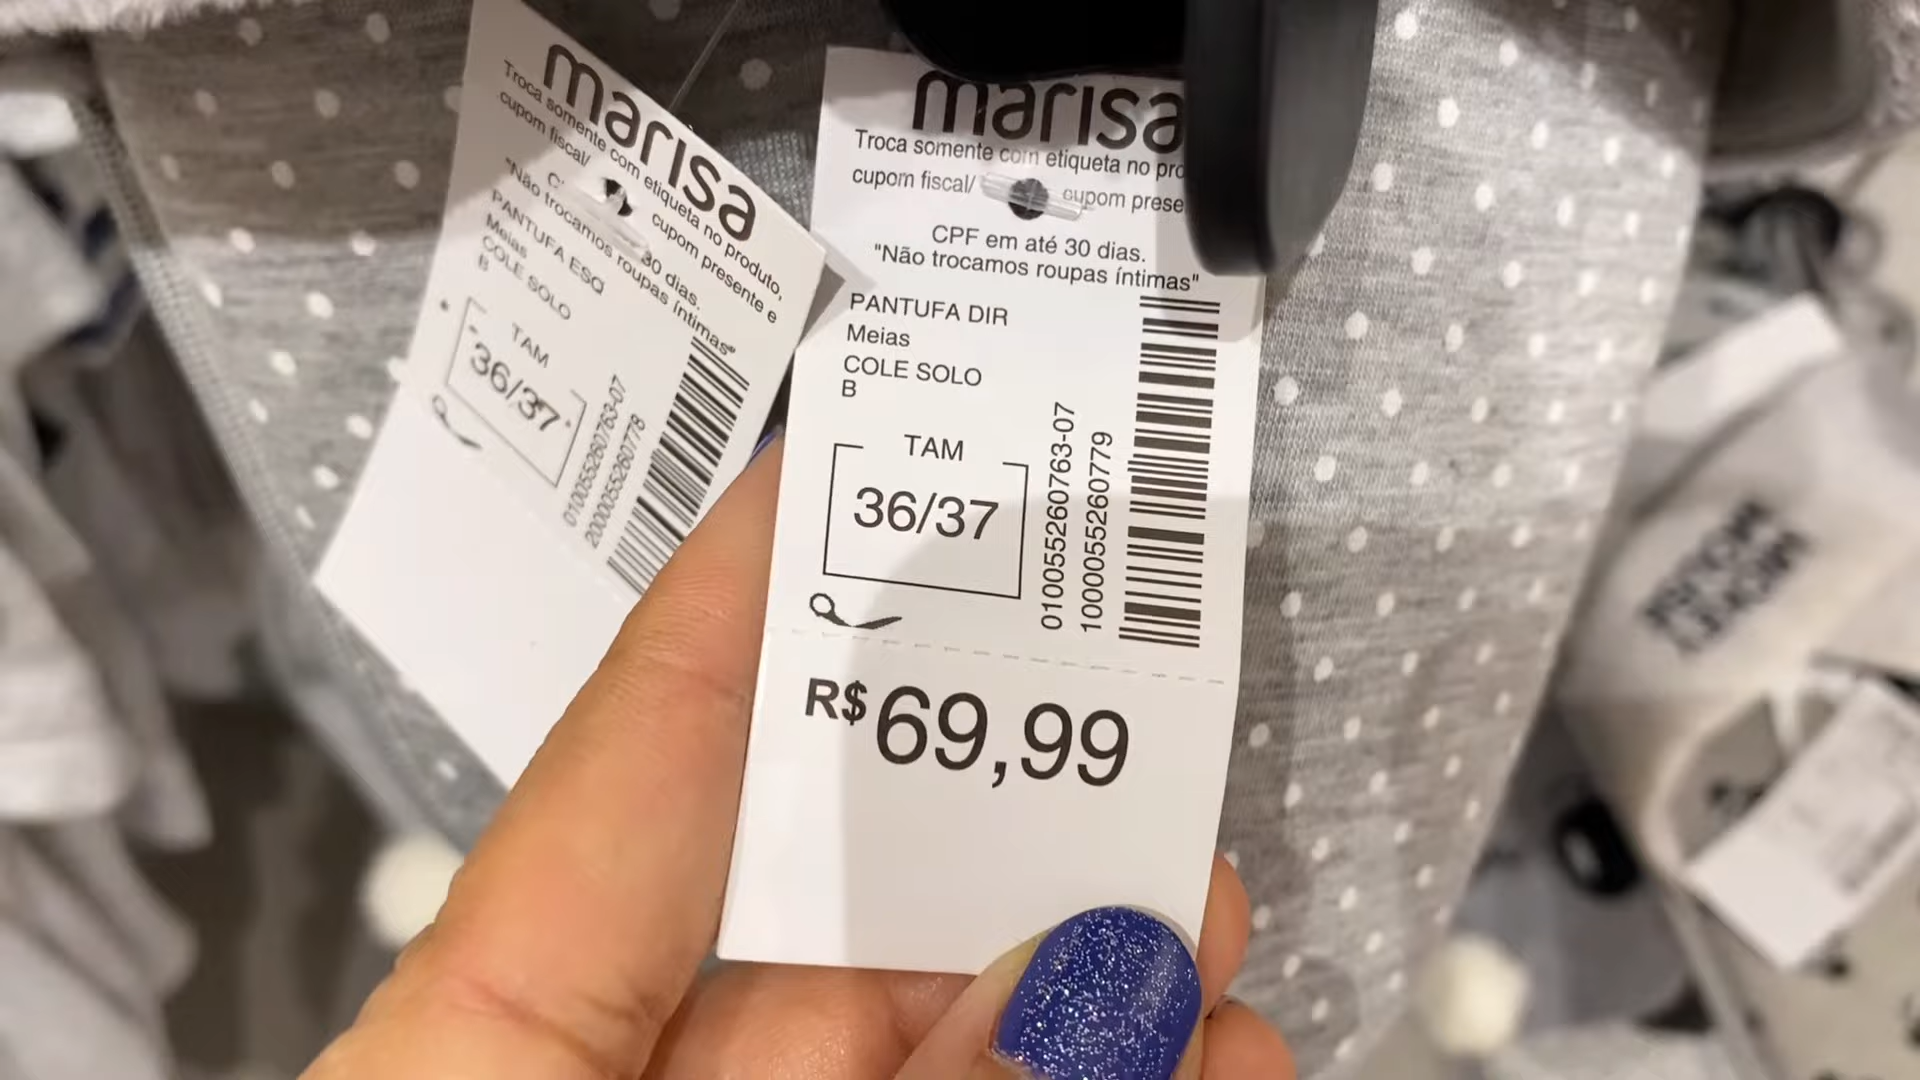 marisa
Troca somente com etiqueta no produto,
cupom fiscal/ cupom presente e
30 dias.
"Não trocamos roupas íntimas"
PANTUFA ESQ
Meias
COLE SOLO
B
TAM
36/37
010055260763-07
2000055260778
marisa
Troca somente com etiqueta no pro
cupom fiscal/ cupom prese
CPF em até 30 dias.
"Não trocamos roupas íntimas"
PANTUFA DIR
Meias
COLE SOLO
B
TAM
36/37
010055260763-07
1000055260779
R$ 69,99